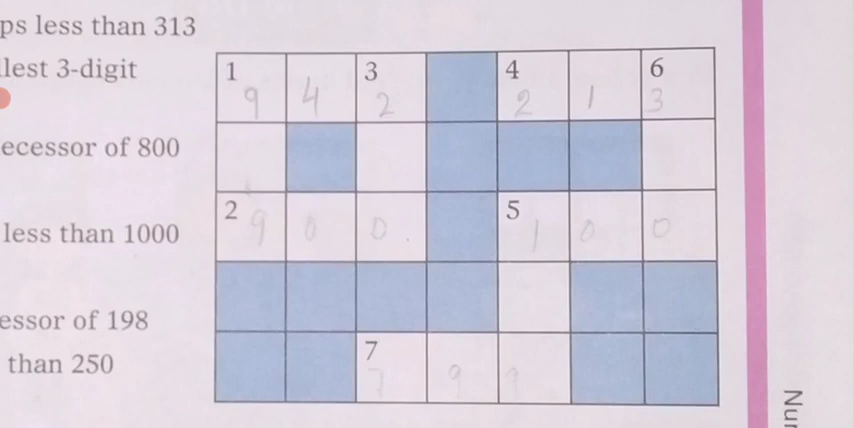 ps less than 313
llest 3-digit
ecessor of 800
less than 1000
essor of 198
than 250
1 3 4 6
9 4 2 2 1 3
2 5
9 0 0 1 0 0
7
7 9 9
Nur